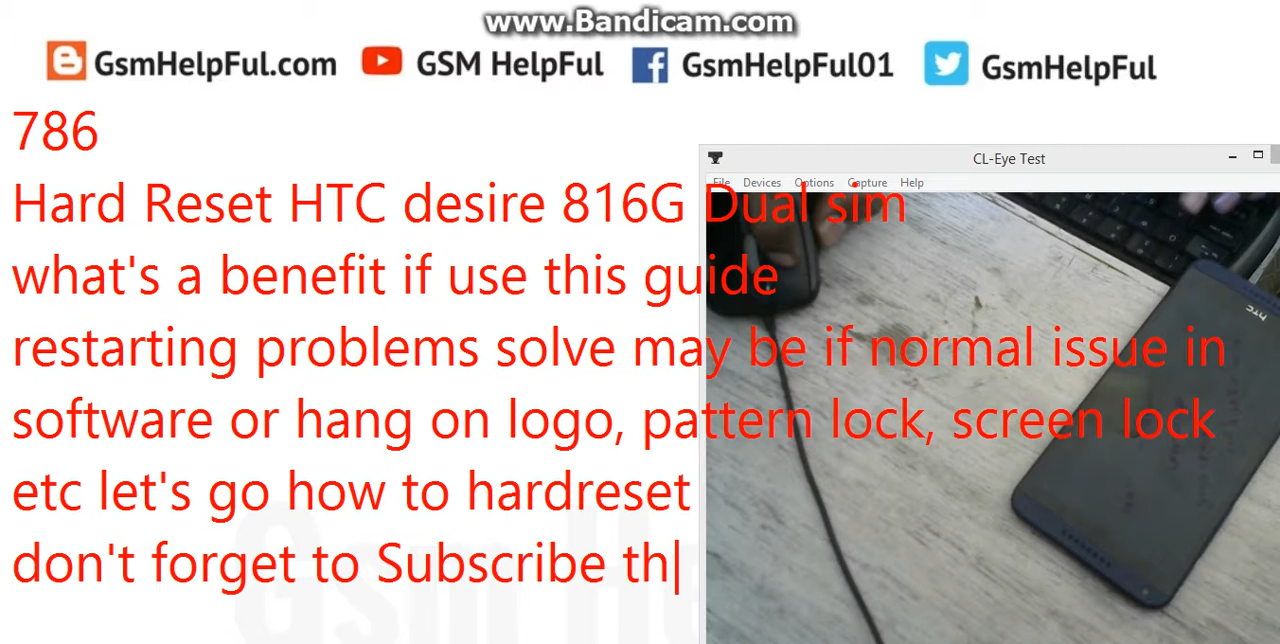 www.Bandicam.com
GsmHelpFul.com GSM HelpFul GsmHelpFul01 GsmHelpFul
786
CL-Eye Test
File Devices Options Capture Help
Hard Reset HTC desire 816G Dual sim
what's a benefit if use this guide
restarting problems solve may be if normal issue in
software or hang on logo, pattern lock, screen lock
etc let's go how to hardreset
don't forget to Subscribe th
hTC
Gsm HelpFul